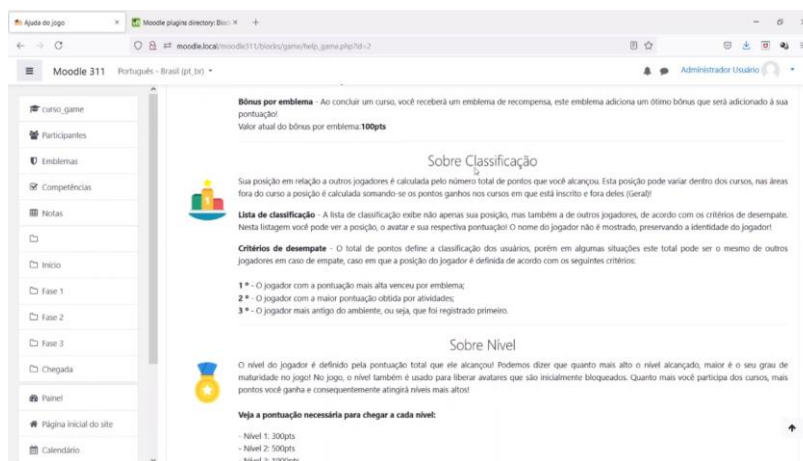 Ajuda do jogo
Moodle plugins directory: Bloc
moodle.local/moodle311/blocks/game/help_game.php?id=2
Moodle 311 Português - Brasil (pt_br)
Administrador Usuário
curso_game
Participantes
Emblemas
Competências
Notas
Início
Fase 1
Fase 2
Fase 3
Chegada
Painel
Página inicial do site
Calendário
Bônus por emblema - Ao concluir um curso, você receberá um emblema de recompensa, este emblema adiciona um ótimo bônus que será adicionado à sua
pontuação!
Valor atual do bônus por emblema:100pts
Sobre Classificação
Sua posição em relação a outros jogadores é calculada pelo número total de pontos que você alcançou. Esta posição pode variar dentro dos cursos, nas áreas
fora do curso a posição é calculada somando-se os pontos ganhos nos cursos em que está inscrito e fora deles (Geral)!
Lista de classificação - A lista de classificação exibe não apenas sua posição, mas também a de outros jogadores, de acordo com os critérios de desempate.
Nesta listagem você pode ver a posição, o avatar e sua respectiva pontuação! O nome do jogador não é mostrado, preservando a identidade do jogador!
Critérios de desempate - O total de pontos define a classificação dos usuários, porém em algumas situações este total pode ser o mesmo de outros
jogadores em caso de empate, caso em que a posição do jogador é definida de acordo com os seguintes critérios:
1 º - O jogador com a pontuação mais alta venceu por emblema;
2 º - O jogador com a maior pontuação obtida por atividades;
3 º - O jogador mais antigo do ambiente, ou seja, que foi registrado primeiro.
Sobre Nível
O nível do jogador é definido pela pontuação total que ele alcançou! Podemos dizer que quanto mais alto o nível alcançado, maior é o seu grau de
maturidade no jogo! No jogo, o nível também é usado para liberar avatares que são inicialmente bloqueados. Quanto mais você participa dos cursos, mais
pontos você ganha e consequentemente atingirá níveis mais altos!
Veja a pontuação necessária para chegar a cada nível:
- Nível 1: 300pts
- Nível 2: 500pts
- Nível 3: 1000pts